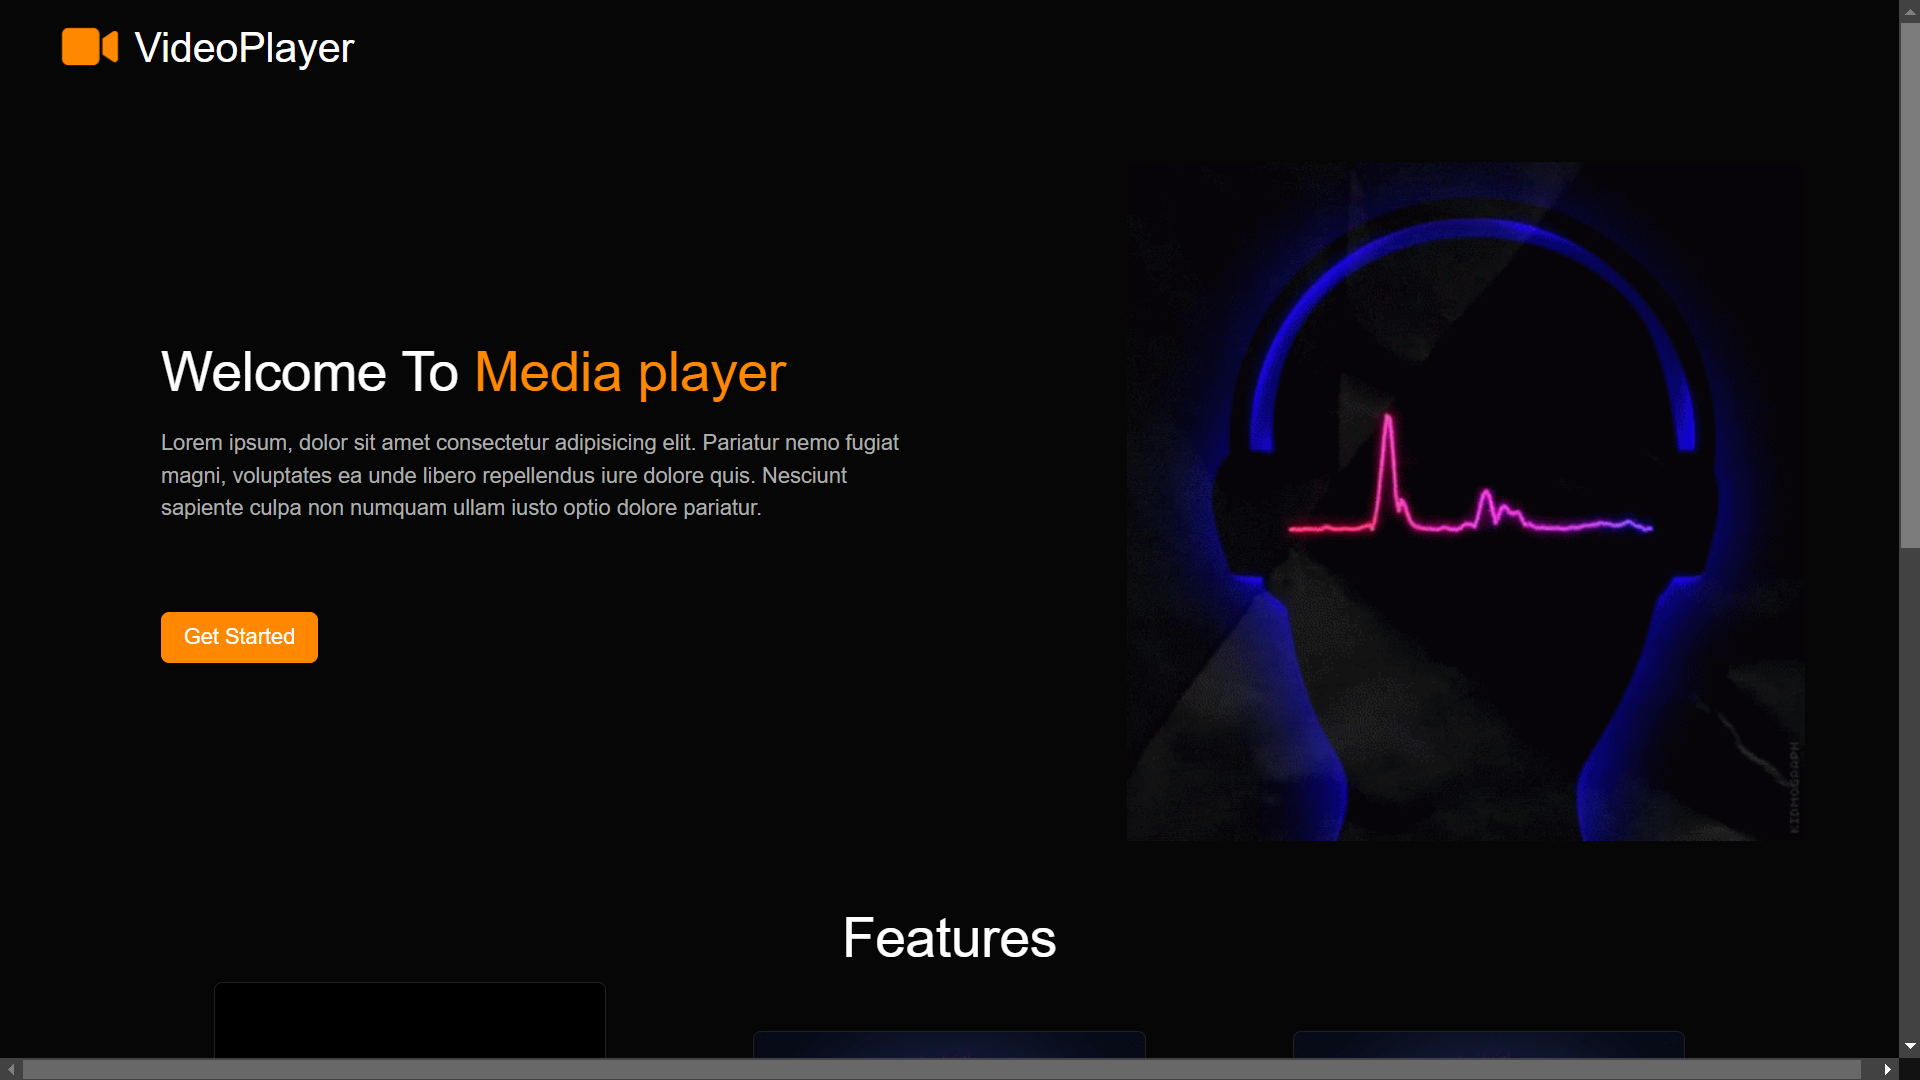 VideoPlayer
Welcome To Media player
Lorem ipsum, dolor sit amet consectetur adipisicing elit. Pariatur nemo fugiat
magni, voluptates ea unde libero repellendus iure dolore quis. Nesciunt
sapiente culpa non numquam ullam iusto optio dolore pariatur.
Get Started
KIDMOGRAPH
Features